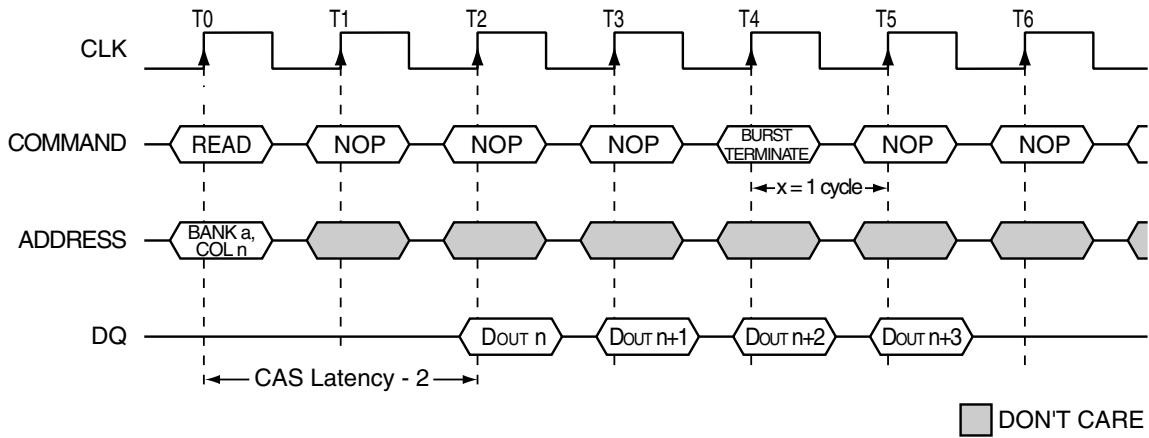 T0 T1 T2 T3 T4 T5 T6
CLK
COMMAND READ NOP NOP NOP BURST TERMINATE NOP NOP
x = 1 cycle
ADDRESS BANK a, COL n
DQ DOUT n DOUT n+1 DOUT n+2 DOUT n+3
CAS Latency - 2
DON'T CARE